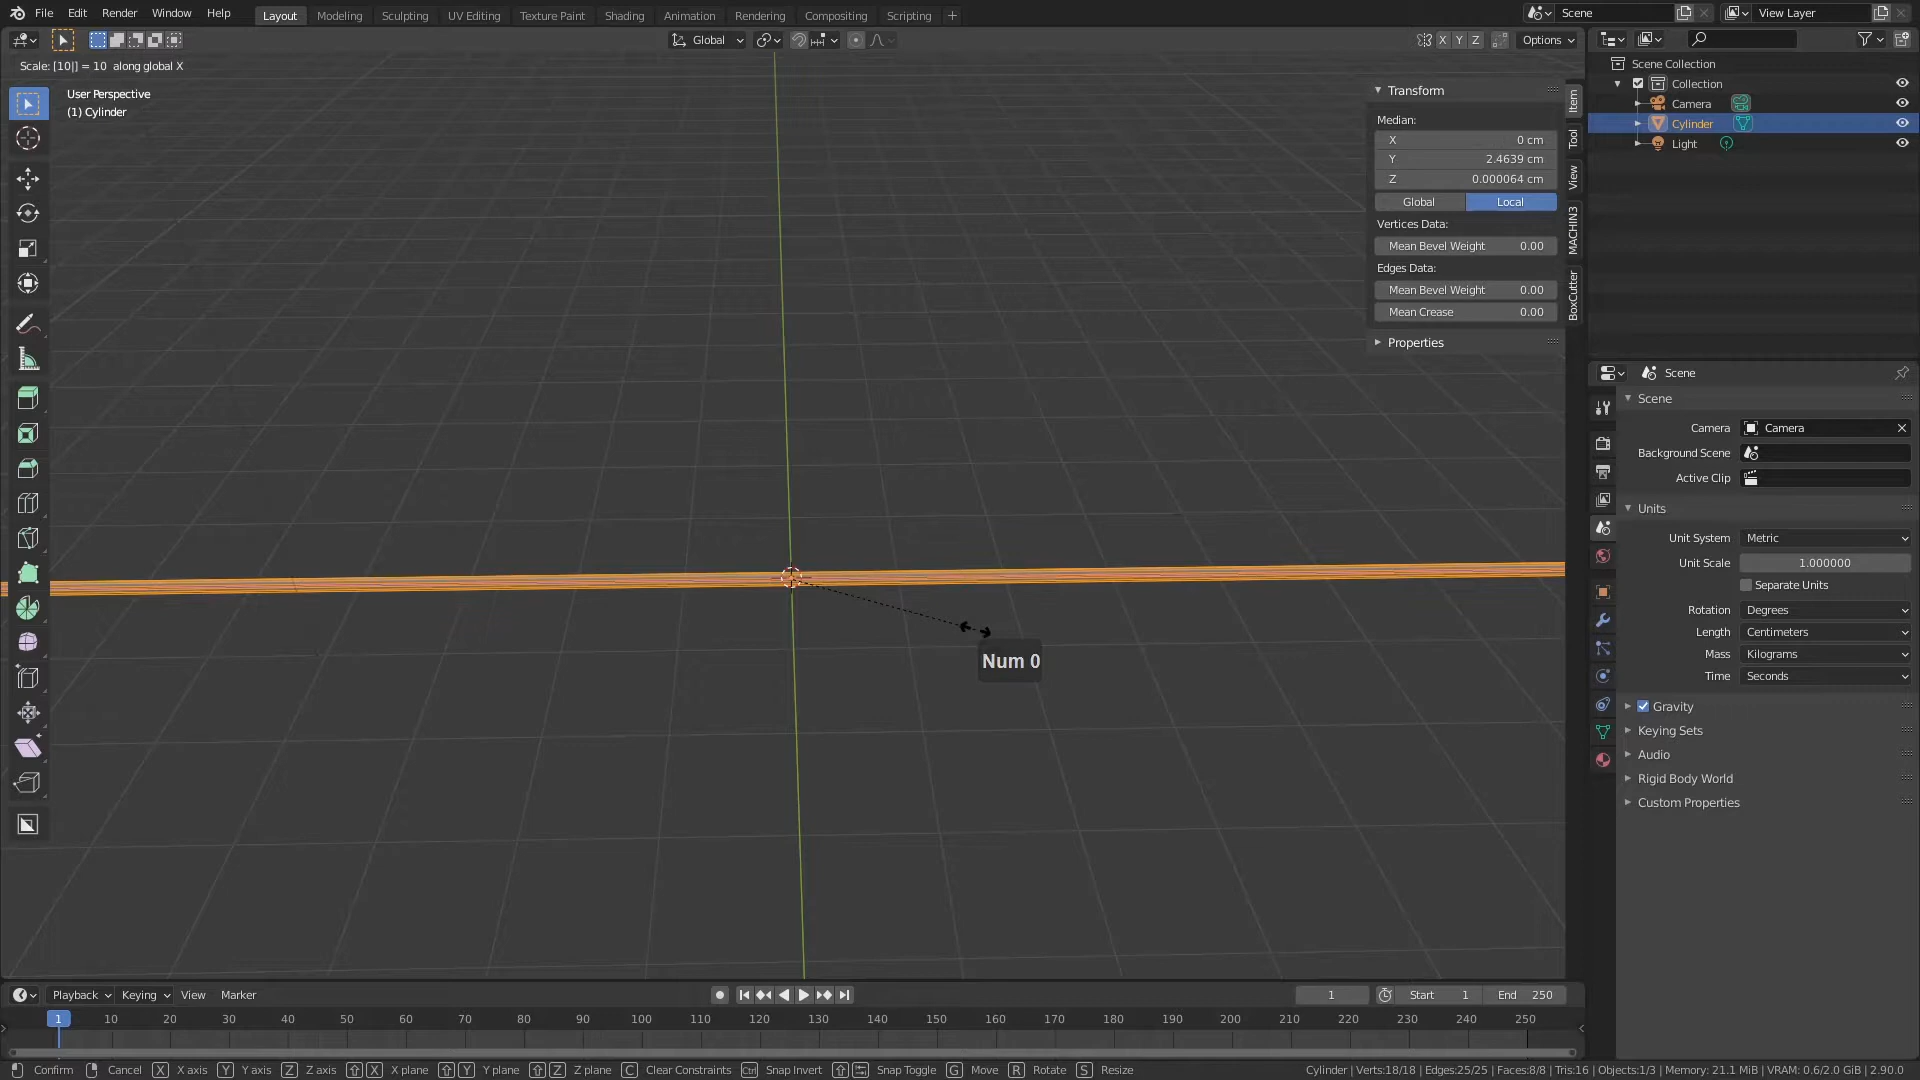 File Edit Render Window Help Layout Modeling Sculpting UV Editing Texture Paint Shading Animation Rendering Compositing Scripting + Scene View Layer
Global X Y Z Options
Scale: [10|] = 10 along global X
User Perspective
(1) Cylinder
Transform
Median:
X 0 cm
Y 2.4639 cm
Z 0.000064 cm
Global Local
Vertices Data:
Mean Bevel Weight 0.00
Edges Data:
Mean Bevel Weight 0.00
Mean Crease 0.00
Properties
Item
Tool
View
MACHIN3
BoxCutter
Num 0
Scene Collection
Collection
Camera
Cylinder
Light
Scene
Scene
Camera Camera
Background Scene
Active Clip
Units
Unit System Metric
Unit Scale 1.000000
Separate Units
Rotation Degrees
Length Centimeters
Mass Kilograms
Time Seconds
Gravity
Keying Sets
Audio
Rigid Body World
Custom Properties
Playback Keying View Marker 1 Start 1 End 250
1 10 20 30 40 50 60 70 80 90 100 110 120 130 140 150 160 170 180 190 200 210 220 230 240 250
Confirm Cancel X X axis Y Y axis Z Z axis X X plane Y Y plane Z Z plane C Clear Constraints Ctrl Snap Invert Snap Toggle G Move R Rotate S Resize Cylinder | Verts:18/18 | Edges:25/25 | Faces:8/8 | Tris:16 | Objects:1/3 | Memory: 21.1 MiB | VRAM: 0.6/2.0 GiB | 2.90.0